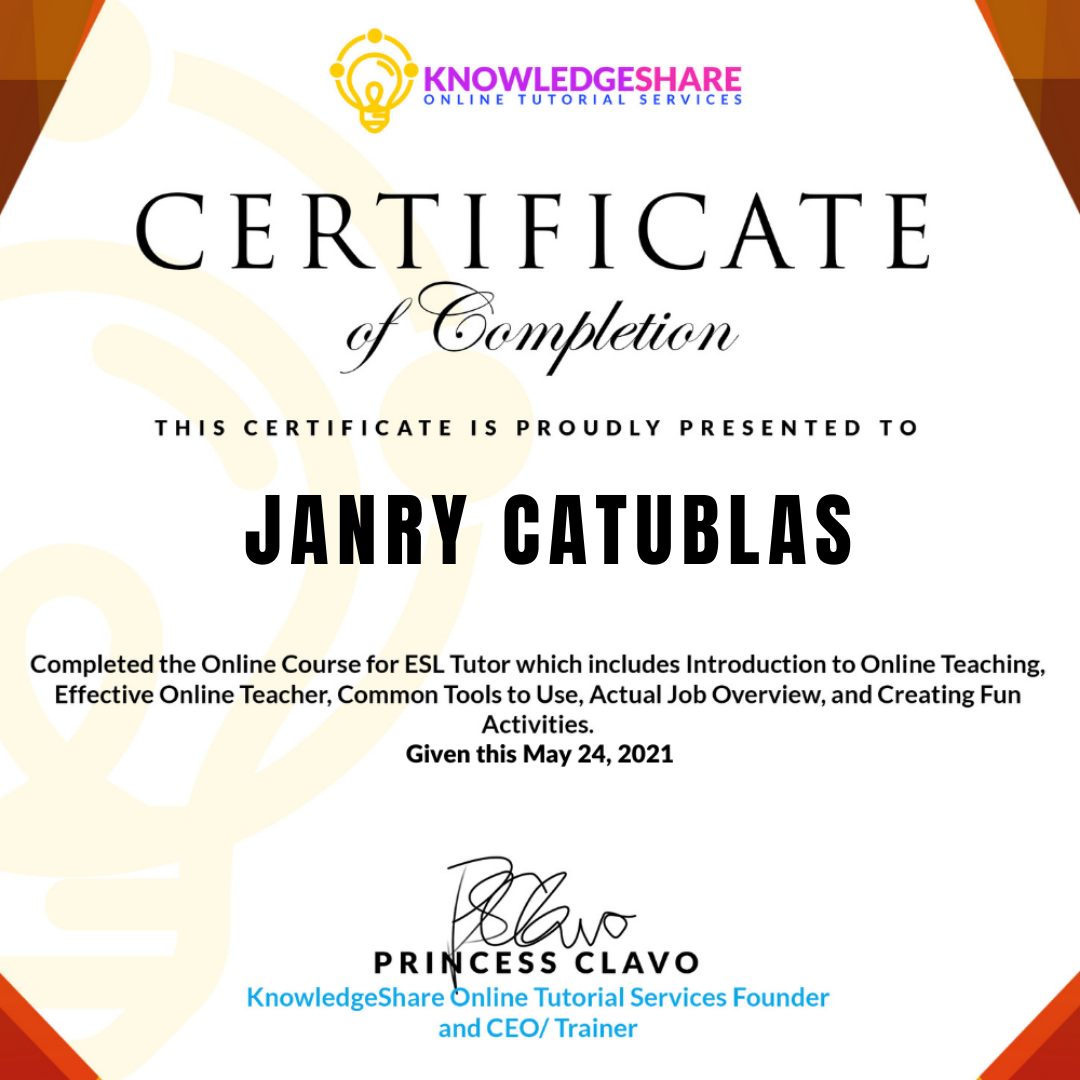 KNOWLEDGESHARE
ONLINE TUTORIAL SERVICES
CERTIFICATE
of Completion
THIS CERTIFICATE IS PROUDLY PRESENTED TO
JANRY CATUBLAS
Completed the Online Course for ESL Tutor which includes Introduction to Online Teaching,
Effective Online Teacher, Common Tools to Use, Actual Job Overview, and Creating Fun
Activities.
Given this May 24, 2021
PRINCESS CLAVO
KnowledgeShare Online Tutorial Services Founder
and CEO/ Trainer